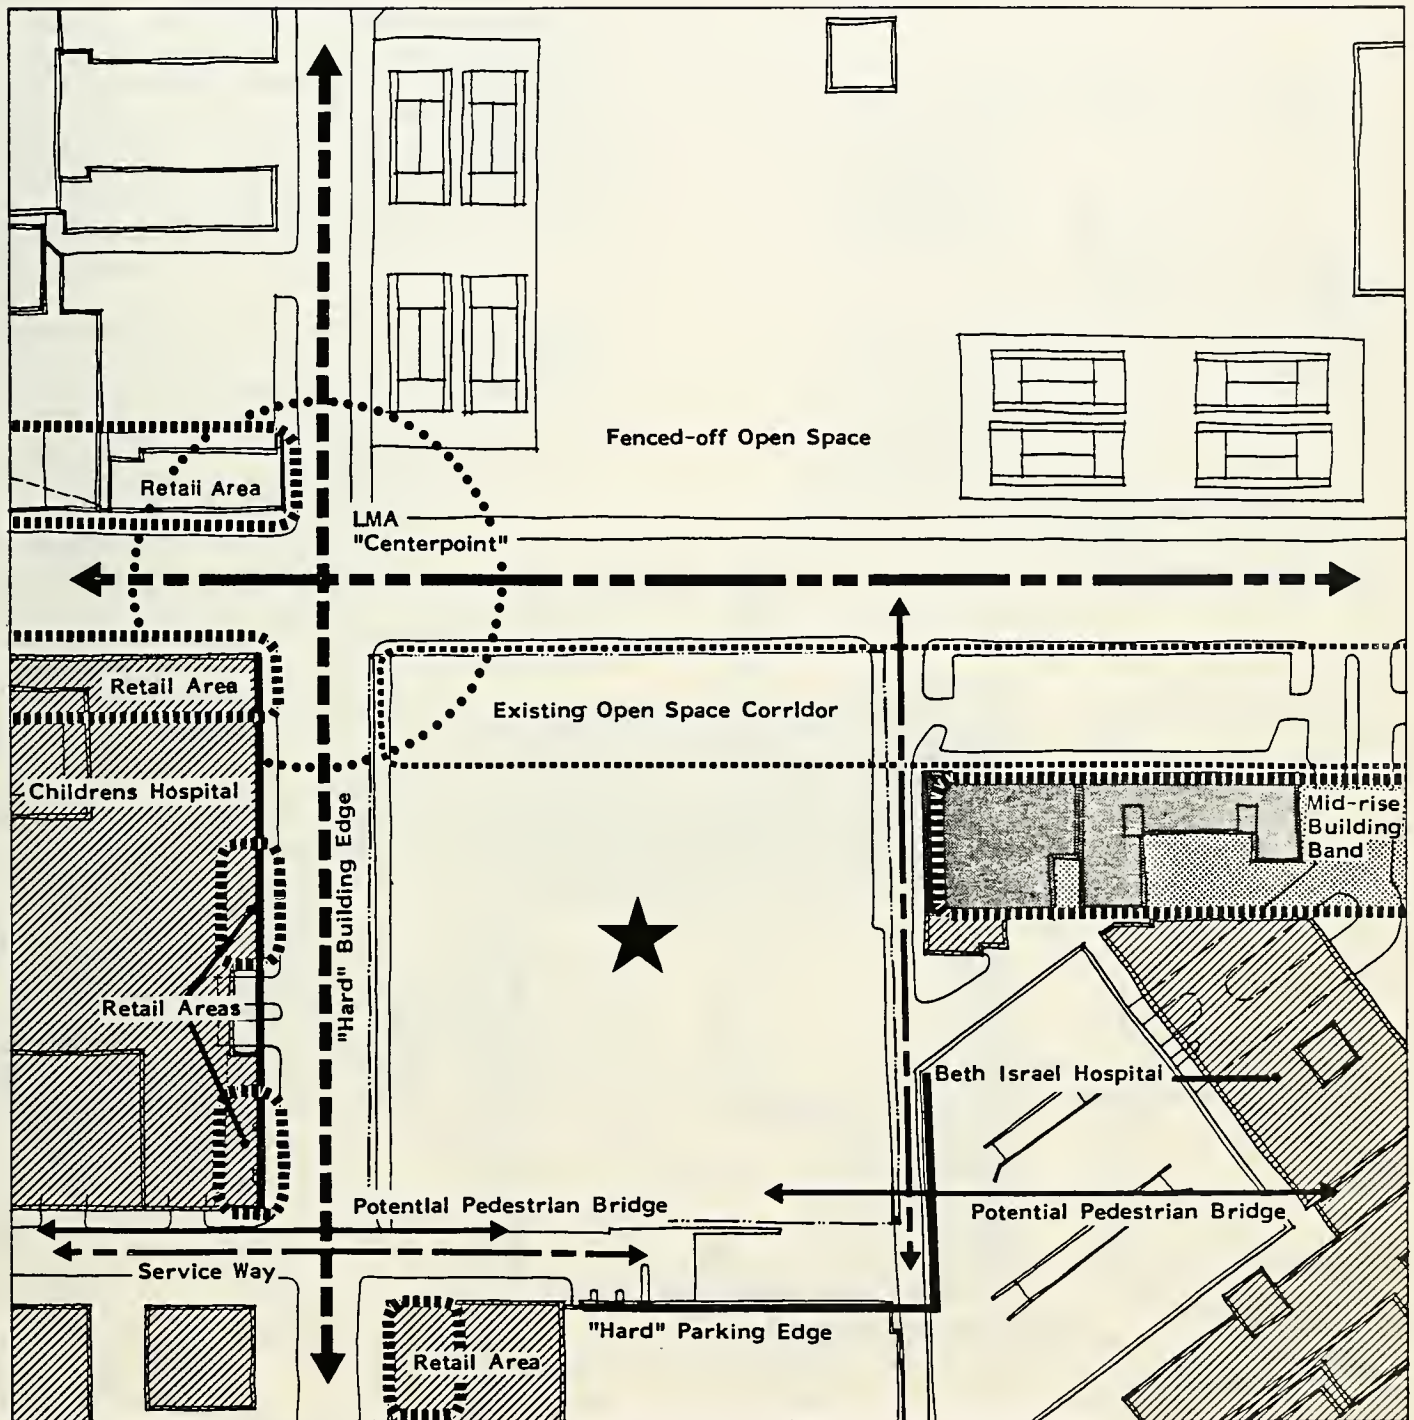 Fenced-off Open Space
Retail Area
LMA
"Centerpoint"
Retail Area
Existing Open Space Corridor
Childrens Hospital
"Hard" Building Edge
Mid-rise
Building
Band
Retail Areas
Beth Israel Hospital
Potential Pedestrian Bridge
Potential Pedestrian Bridge
Service Way
"Hard" Parking Edge
Retail Area